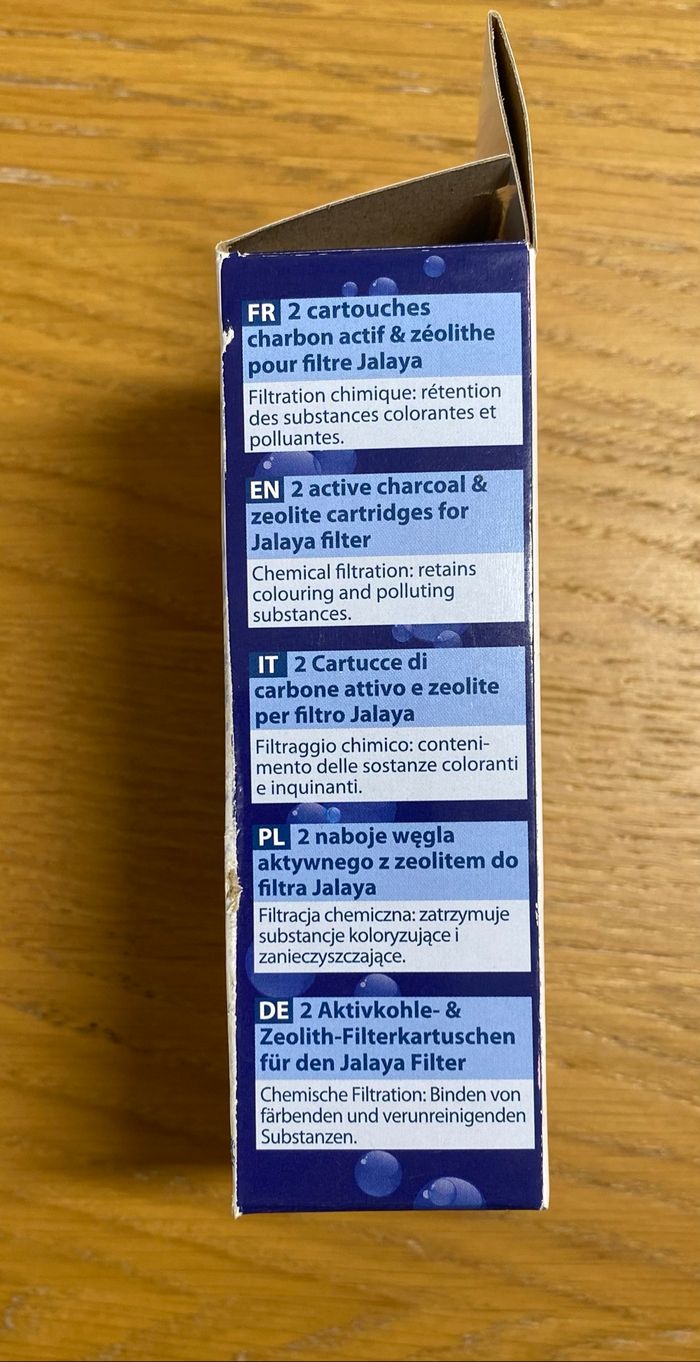 FR 2 cartouches
charbon actif & zéolithe
pour filtre Jalaya
Filtration chimique: rétention
des substances colorantes et
polluantes.
EN 2 active charcoal &
zeolite cartridges for
Jalaya filter
Chemical filtration: retains
colouring and polluting
substances.
IT 2 Cartucce di
carbone attivo e zeolite
per filtro Jalaya
Filtraggio chimico: conteni-
mento delle sostanze coloranti
e inquinanti.
PL 2 naboje węgla
aktywnego z zeolitem do
filtra Jalaya
Filtracja chemiczna: zatrzymuje
substancje koloryzujące i
zanieczyszczające.
DE 2 Aktivkohle- &
Zeolith-Filterkartuschen
für den Jalaya Filter
Chemische Filtration: Binden von
färbenden und verunreinigenden
Substanzen.